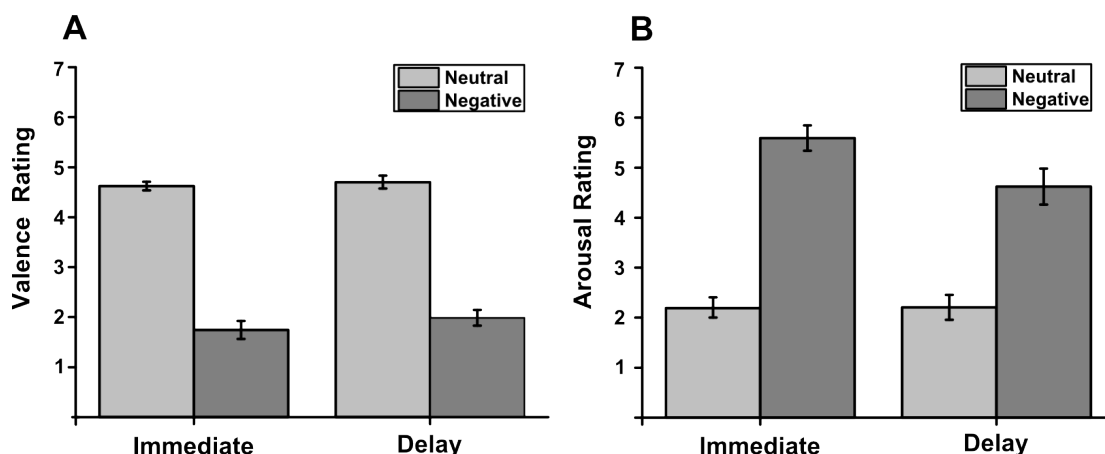 A
Valence Rating
7
6
5
4
3
2
1
Neutral
Negative
Immediate
Delay
B
Arousal Rating
7
6
5
4
3
2
1
Neutral
Negative
Immediate
Delay